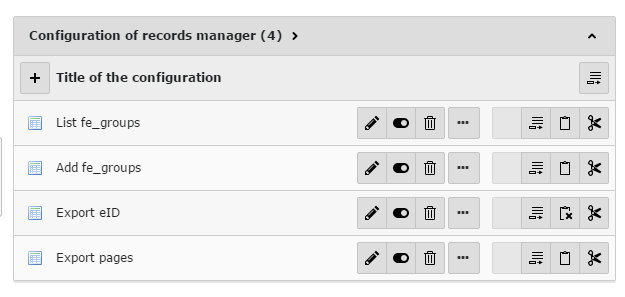 Configuration of records manager (4)
Title of the configuration
List fe_groups
Add fe_groups
Export eID
Export pages